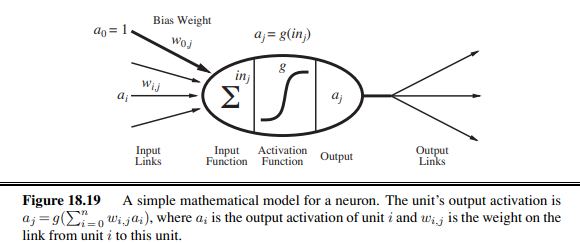 Bias Weight
a₀ = 1
aⱼ = g(inⱼ)
w₀,ⱼ
inⱼ
g
wᵢ,ⱼ
Σ
aᵢ
aⱼ
Input Links
Input Function
Activation Function
Output
Output Links
Figure 18.19 A simple mathematical model for a neuron. The unit's output activation is
aⱼ = g(∑ⁿᵢ₌₀ wᵢ,ⱼaᵢ), where aᵢ is the output activation of unit i and wᵢ,ⱼ is the weight on the
link from unit i to this unit.